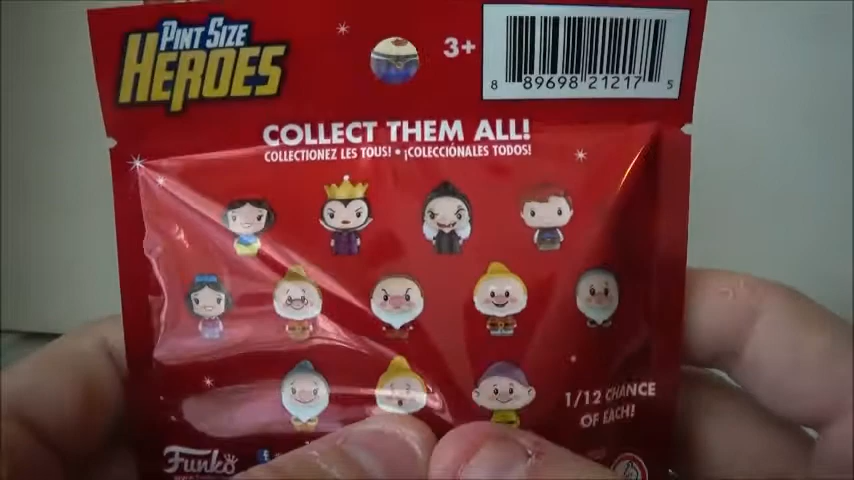 PINT SIZE
HEROES
3+
8 89698 21217 5
COLLECT THEM ALL!
COLLECTIONEZ LES TOUS! • ¡COLECCIÓNALES TODOS!
1/12 CHANCE
OF EACH!
Funko